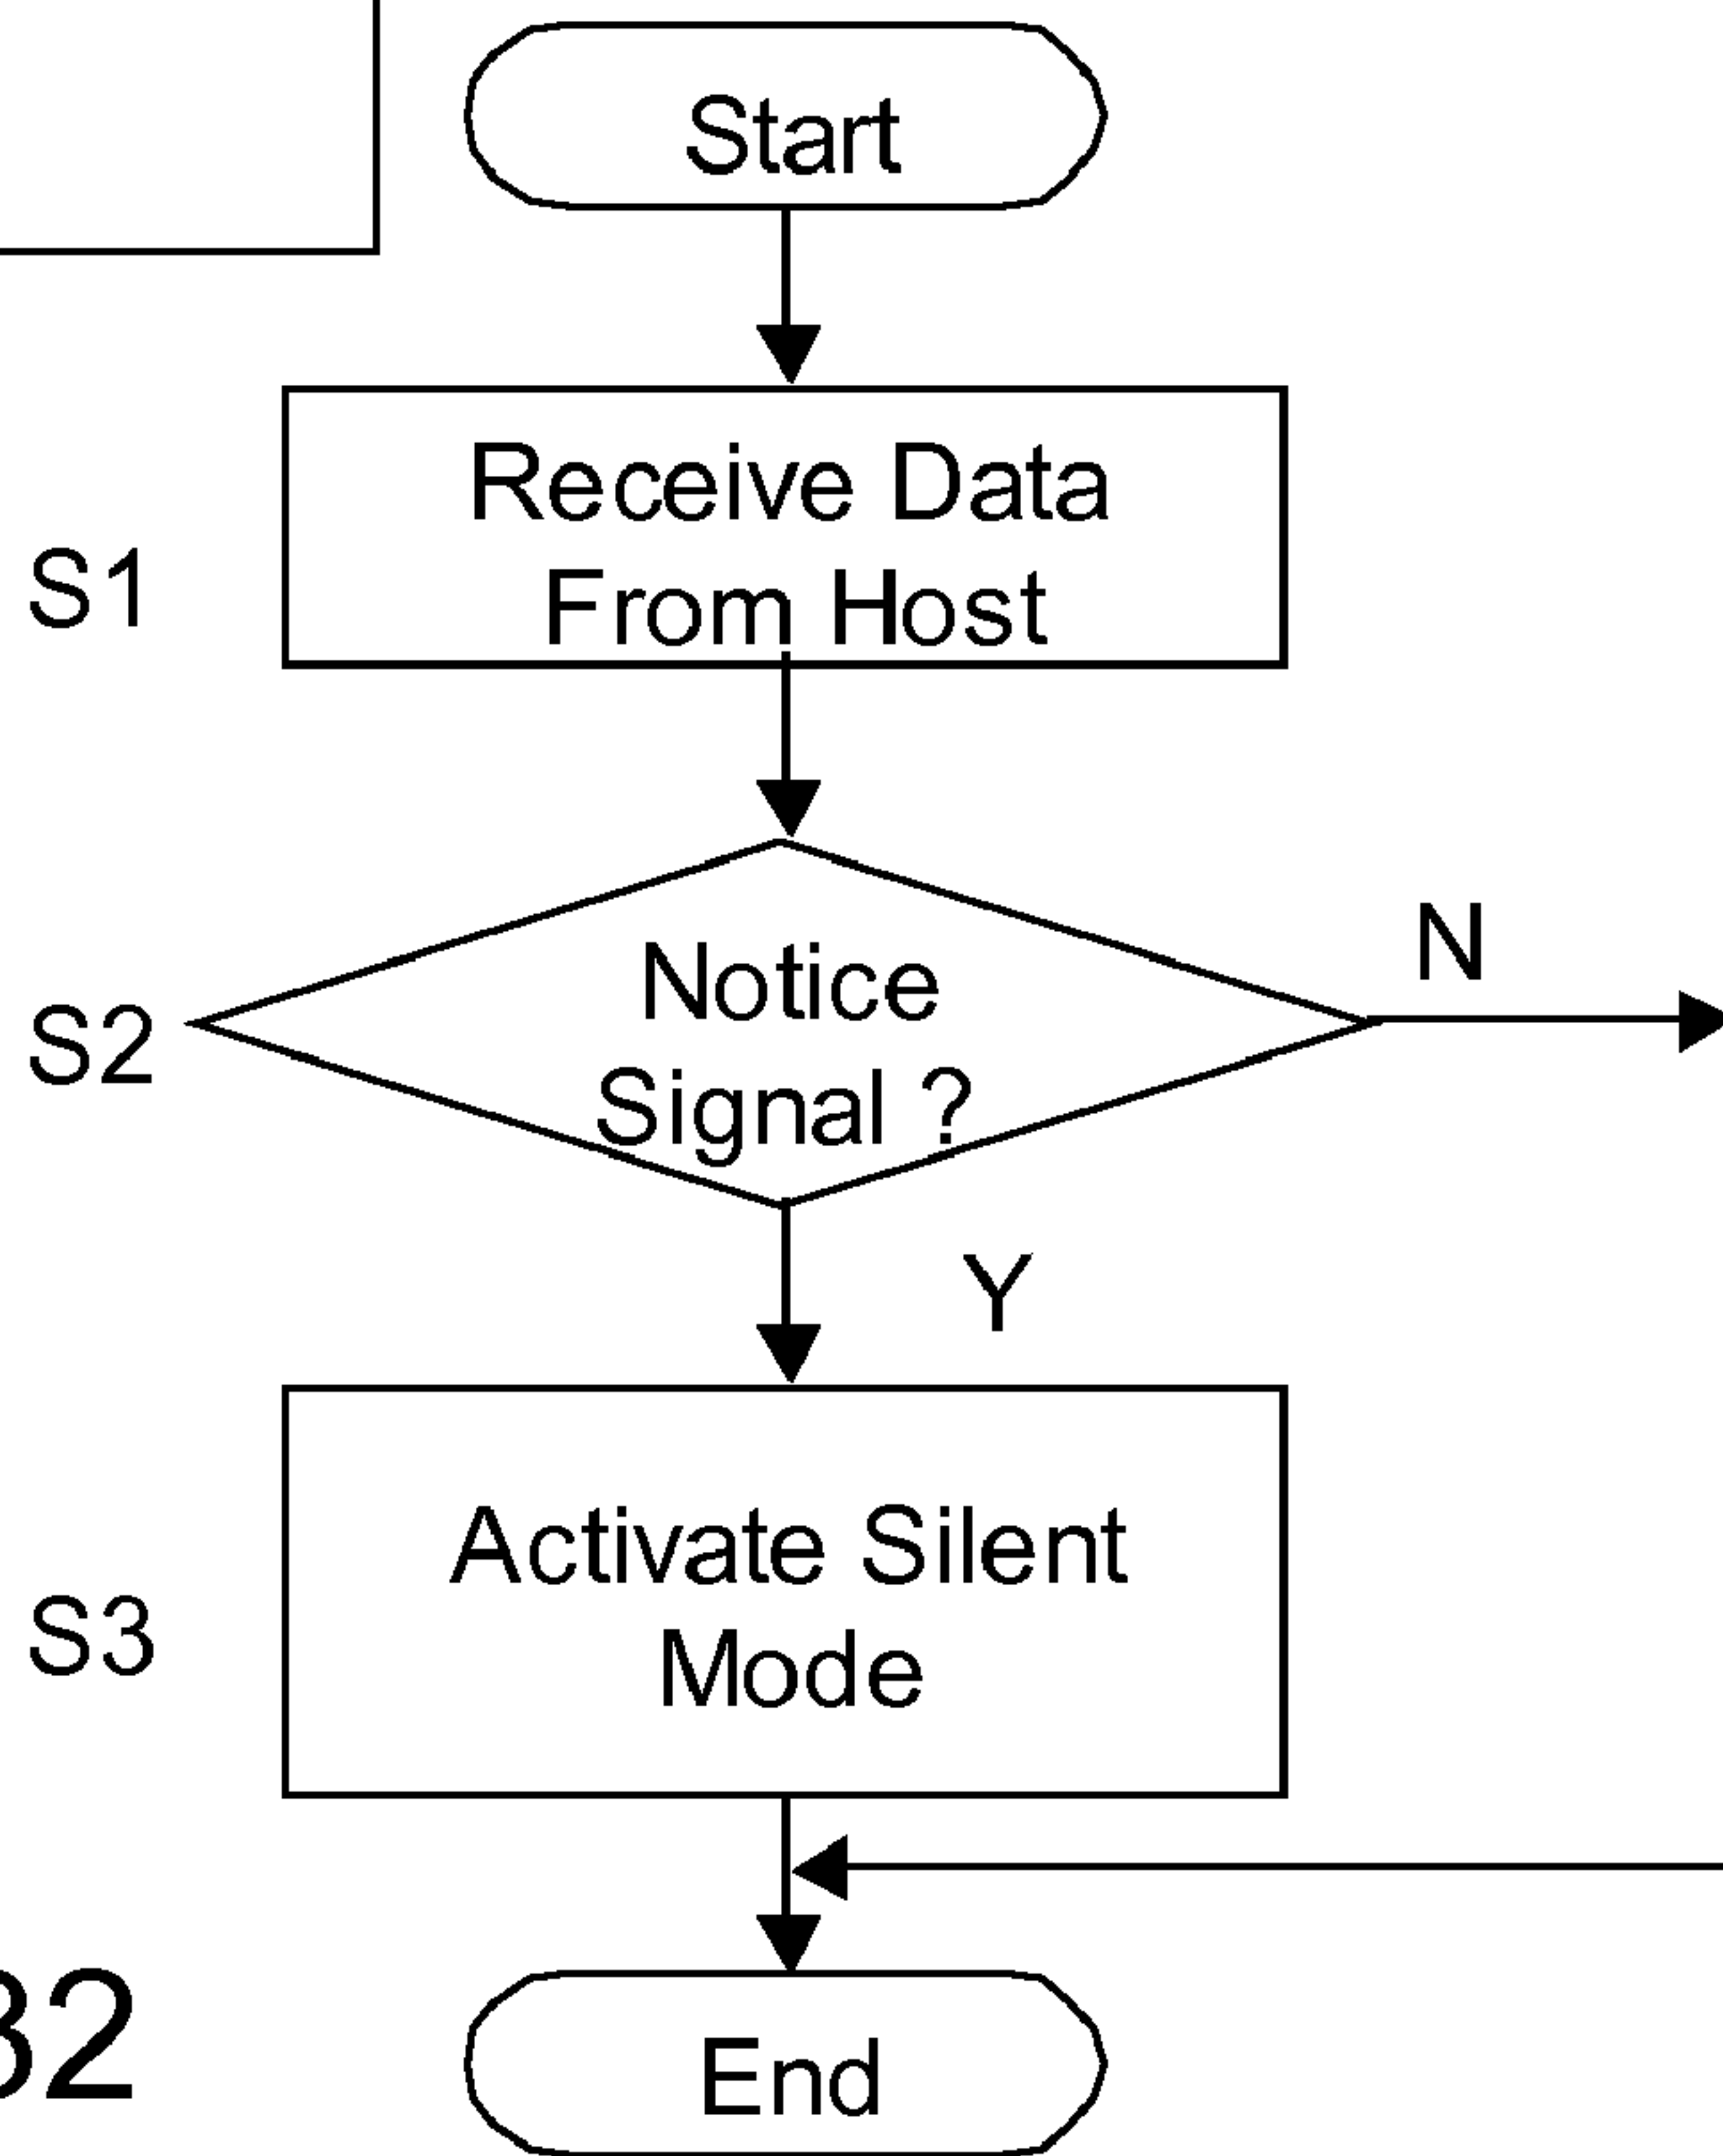 Start
S1
Receive Data
From Host
S2
Notice
Signal ?
N
Y
S3
Activate Silent
Mode
End